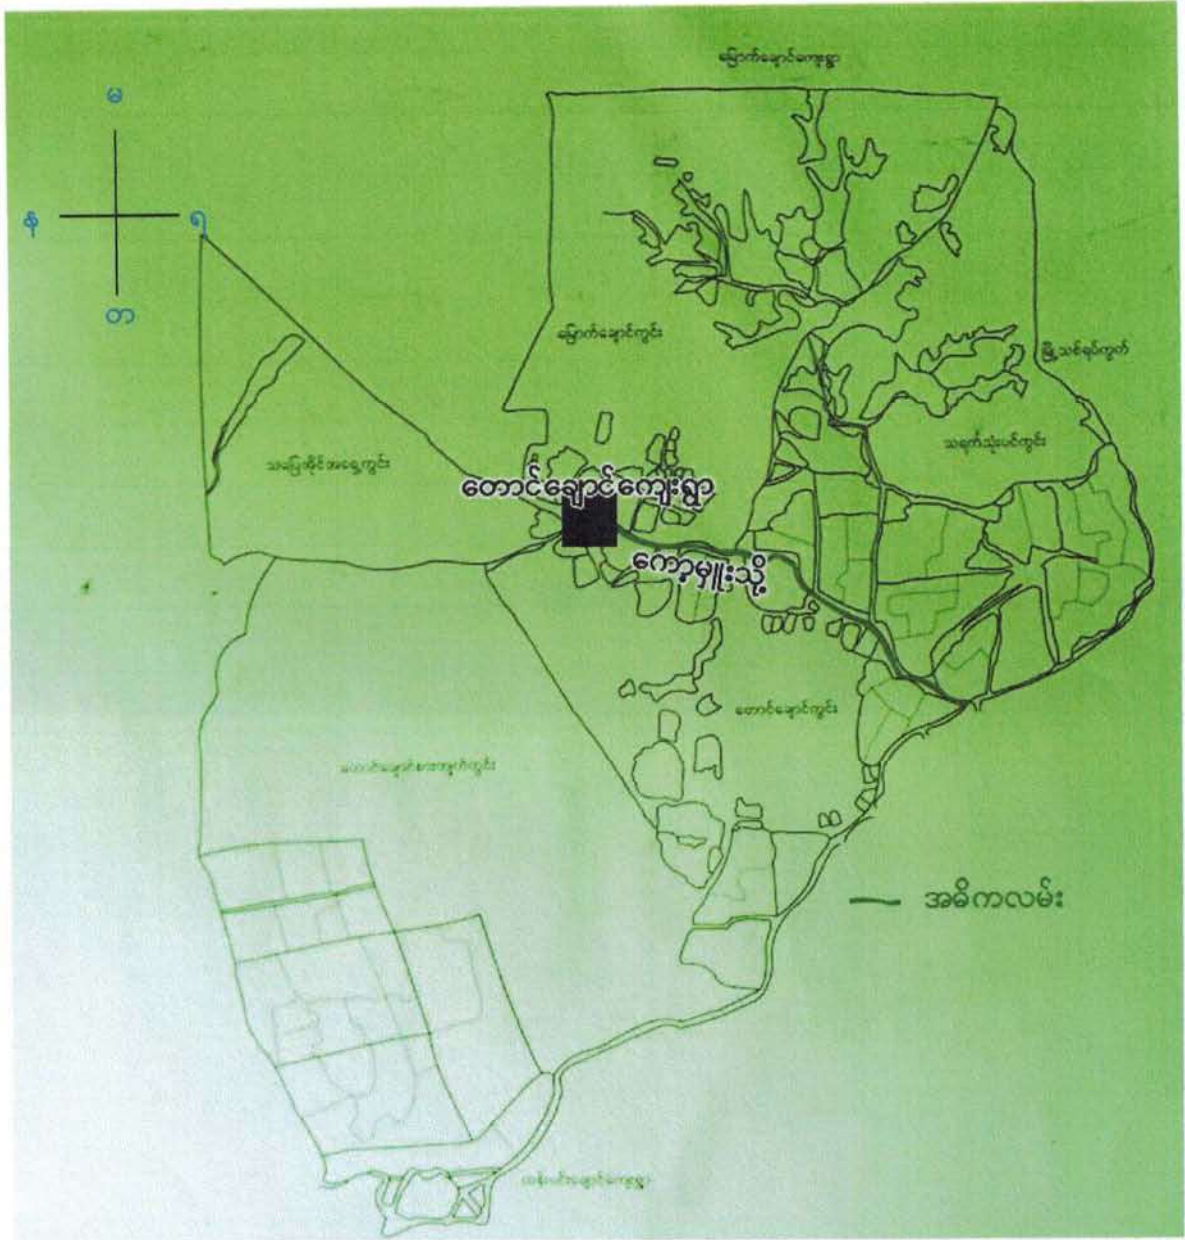 မြောက်ချောင်ကျေးရွာ
မ
န
ရ
တ
မြောက်ချောင်ကွင်း
မြို့သစ်ရပ်ကွက်
သရက်သုံးပင်ကွင်း
သပြေအိုင်အရှေ့ကွင်း
တောင်ချောင်ကျေးရွာ
ကော့မှူးသို့
တောင်ချောင်ကွင်း
အဓိကလမ်း